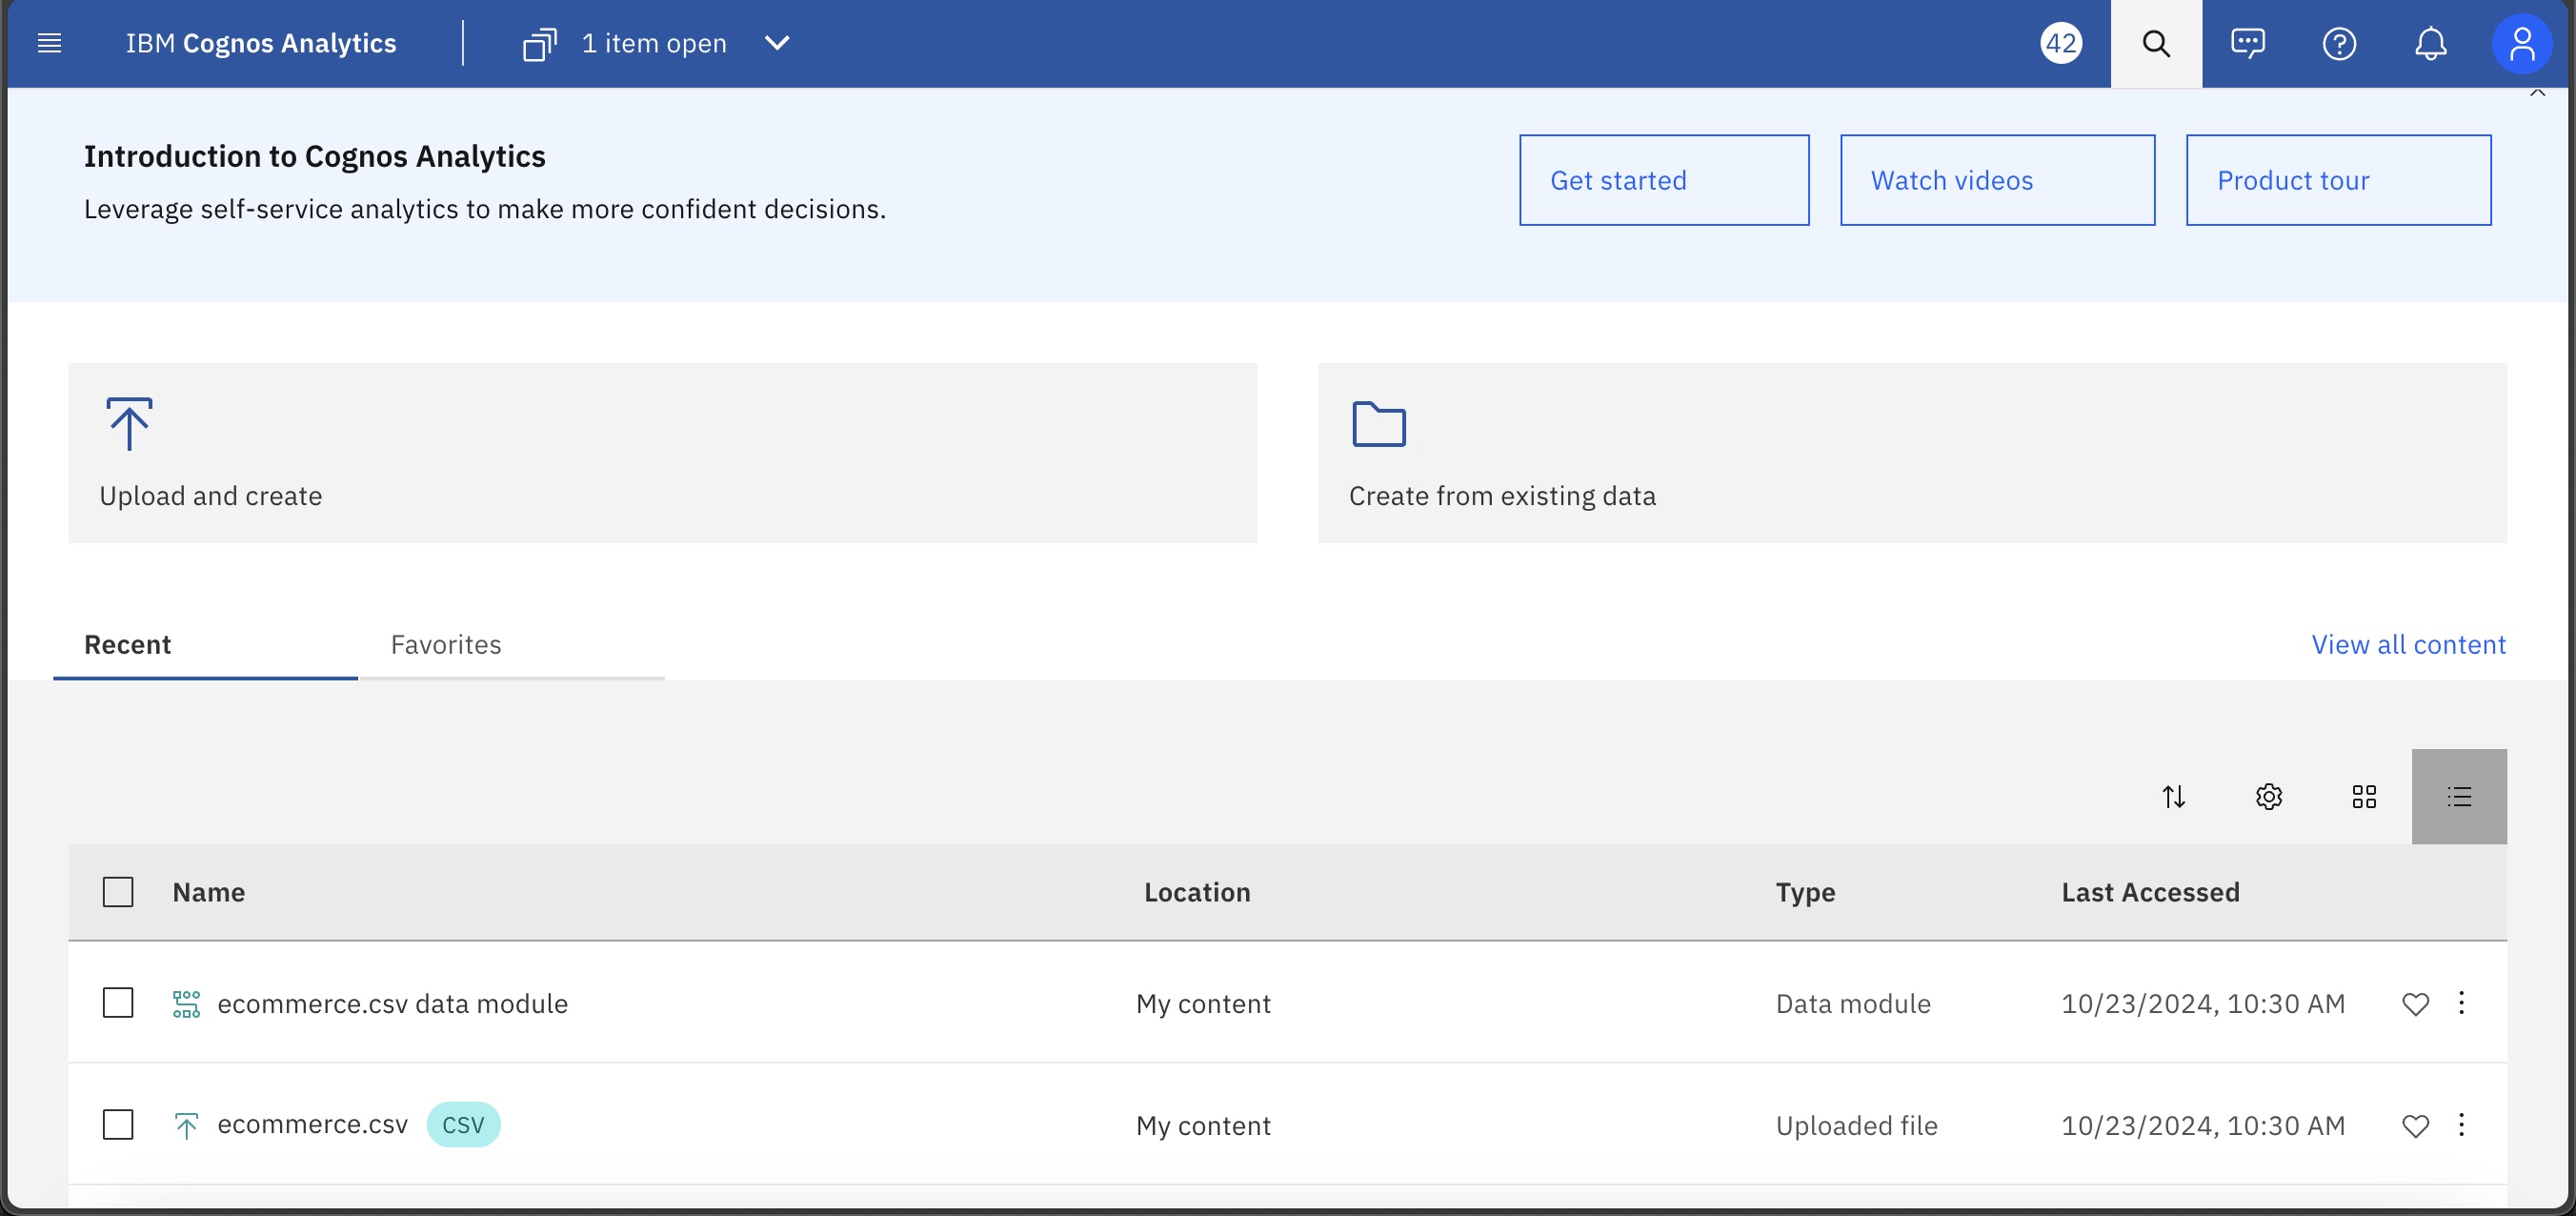 IBM Cognos Analytics
1 item open
42
Introduction to Cognos Analytics
Leverage self-service analytics to make more confident decisions.
Get started
Watch videos
Product tour
Upload and create
Create from existing data
Recent
Favorites
View all content
Name Location Type Last Accessed
ecommerce.csv data module My content Data module 10/23/2024, 10:30 AM
ecommerce.csv CSV My content Uploaded file 10/23/2024, 10:30 AM